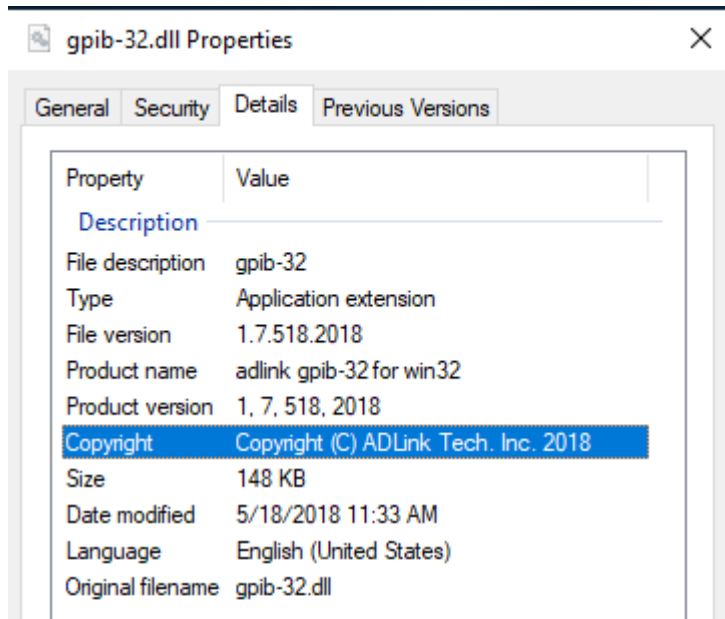 gpib-32.dll Properties
General Security Details Previous Versions
Property Value
Description
File description gpib-32
Type Application extension
File version 1.7.518.2018
Product name adlink gpib-32 for win32
Product version 1, 7, 518, 2018
Copyright Copyright (C) ADLink Tech. Inc. 2018
Size 148 KB
Date modified 5/18/2018 11:33 AM
Language English (United States)
Original filename gpib-32.dll